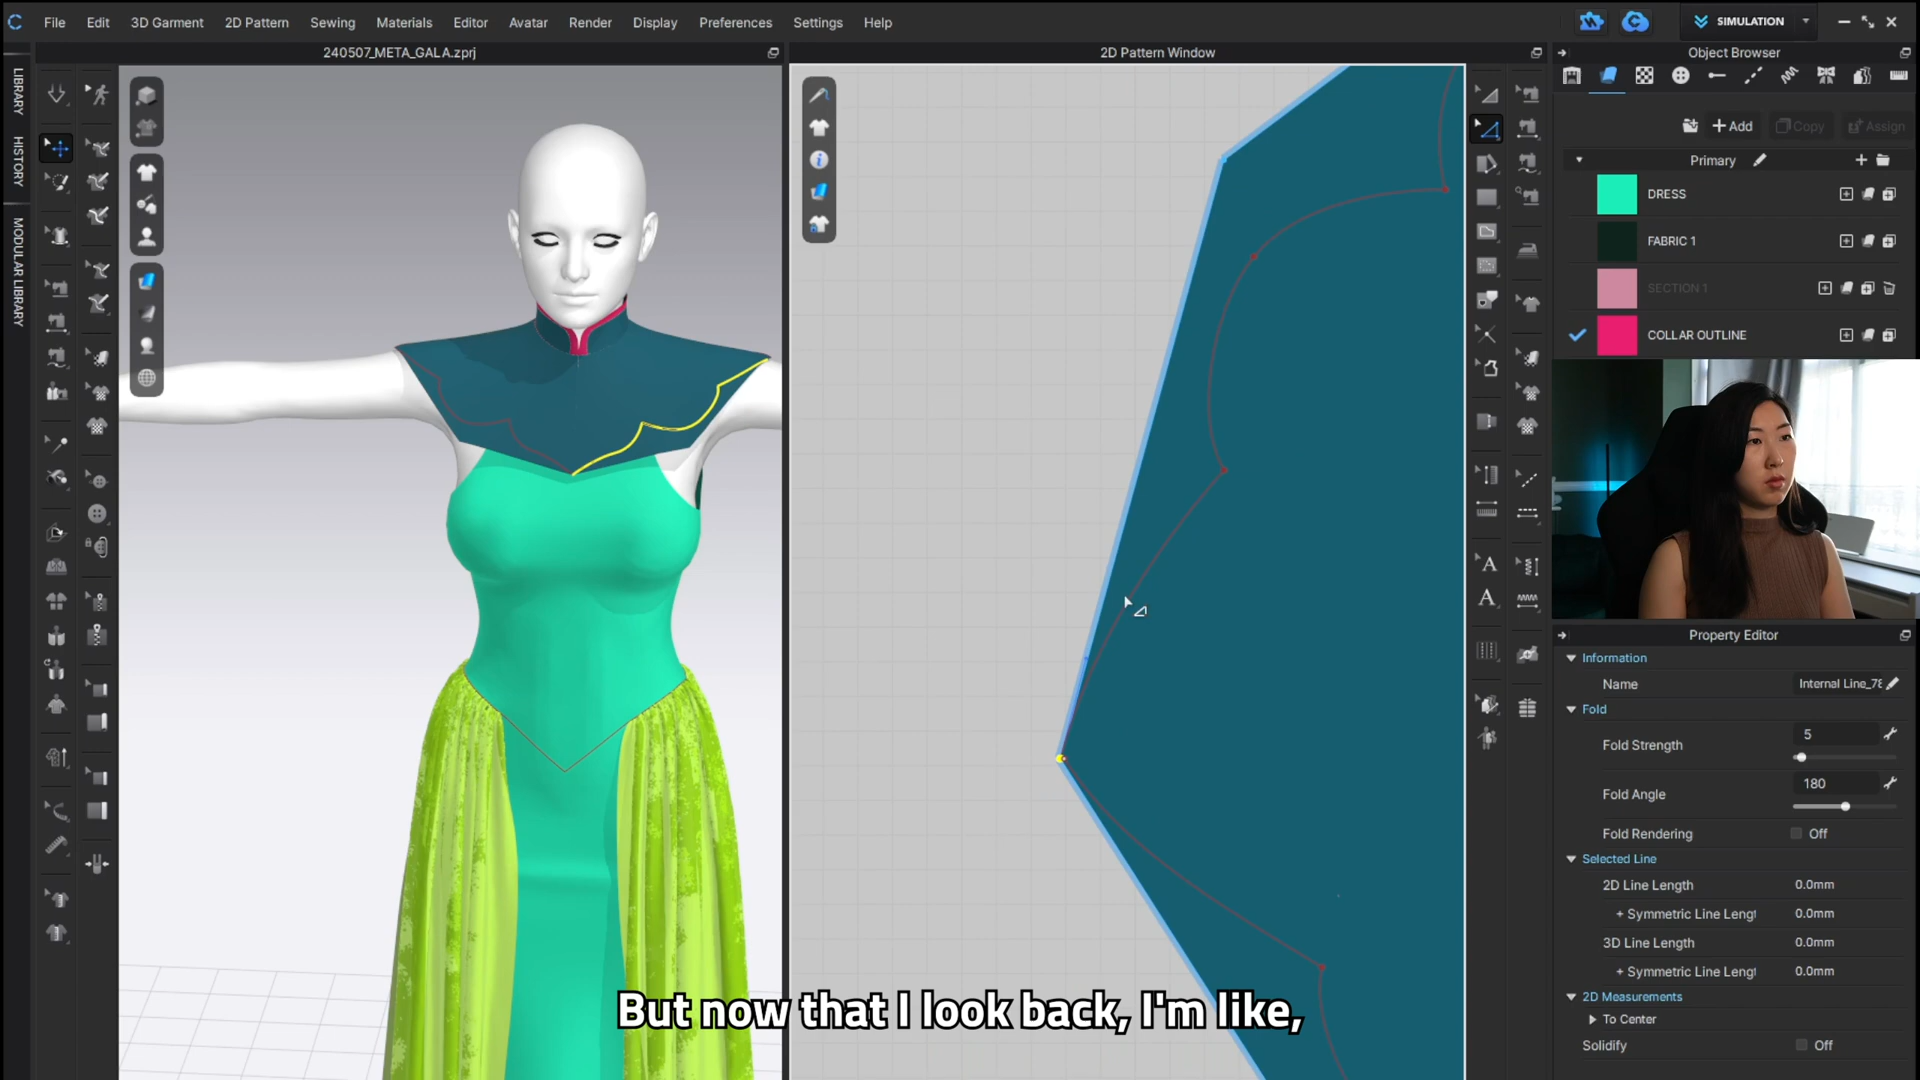 File Edit 3D Garment 2D Pattern Sewing Materials Editor Avatar Render Display Preferences Settings Help
SIMULATION
240507_META_GALA.zprj
2D Pattern Window
Object Browser
LIBRARY
HISTORY
MODULAR LIBRARY
+ Add Copy Assign
Primary
DRESS
FABRIC 1
SECTION 1
COLLAR OUTLINE
A
A
Property Editor
Information
Name Internal Line_78
Fold
Fold Strength 5
Fold Angle 180
Fold Rendering Off
Selected Line
2D Line Length 0.0mm
+ Symmetric Line Lengt 0.0mm
3D Line Length 0.0mm
+ Symmetric Line Lengt 0.0mm
2D Measurements
To Center
Solidify Off
But now that I look back, I'm like,